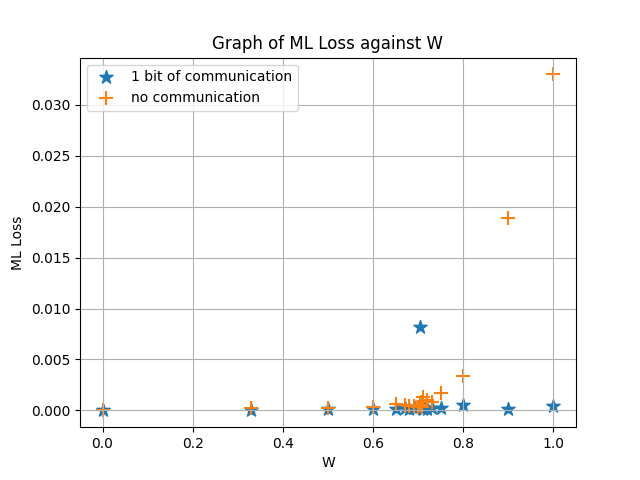 Graph of ML Loss against W
1 bit of communication
no communication
0.030
0.025
0.020
0.015
0.010
0.005
0.000
ML Loss
0.0 0.2 0.4 0.6 0.8 1.0
W